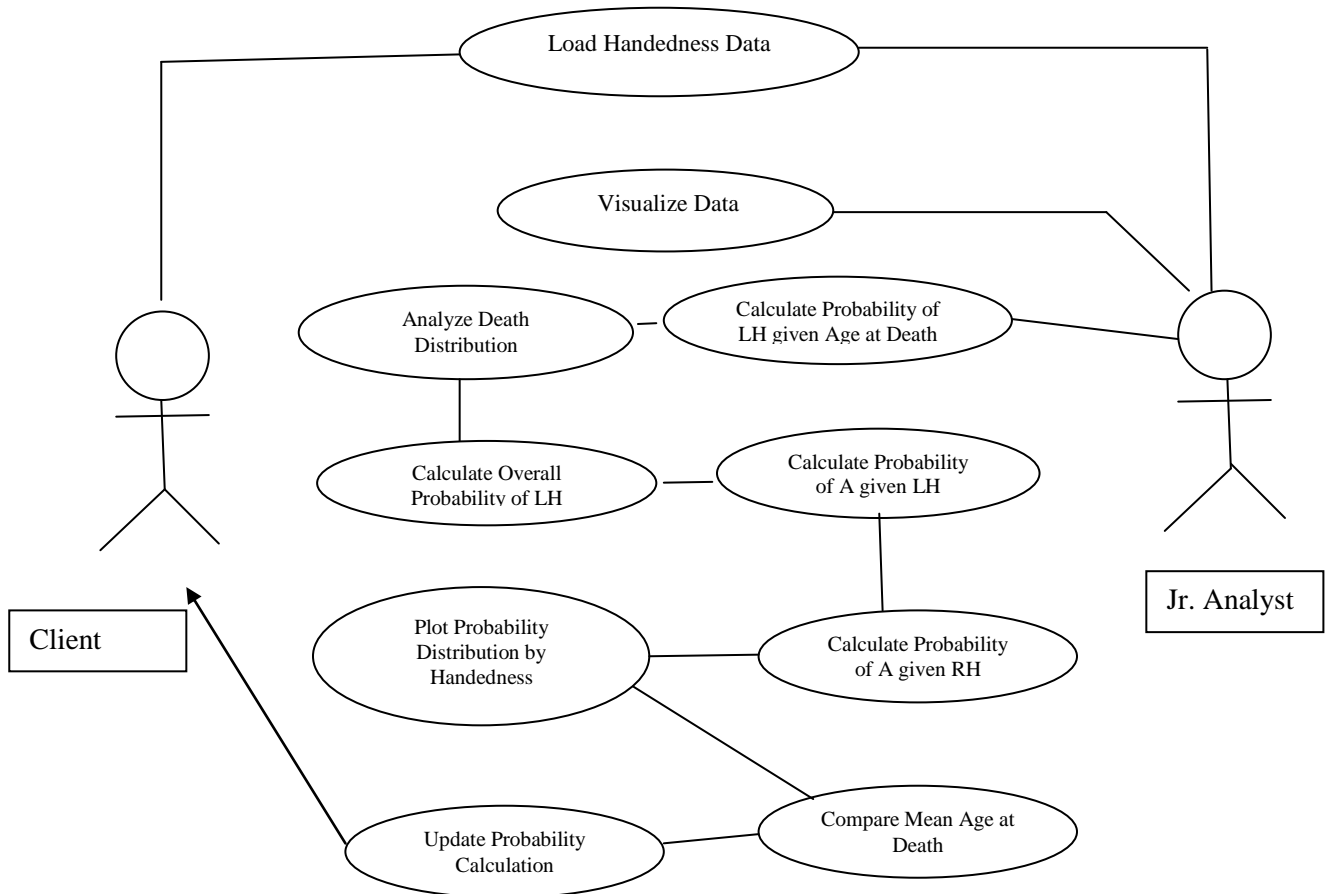 Load Handedness Data
Visualize Data
Analyze Death
Distribution
Calculate Probability of
LH given Age at Death
Calculate Overall
Probability of LH
Calculate Probability
of A given LH
Client
Jr. Analyst
Plot Probability
Distribution by
Handedness
Calculate Probability
of A given RH
Update Probability
Calculation
Compare Mean Age at
Death